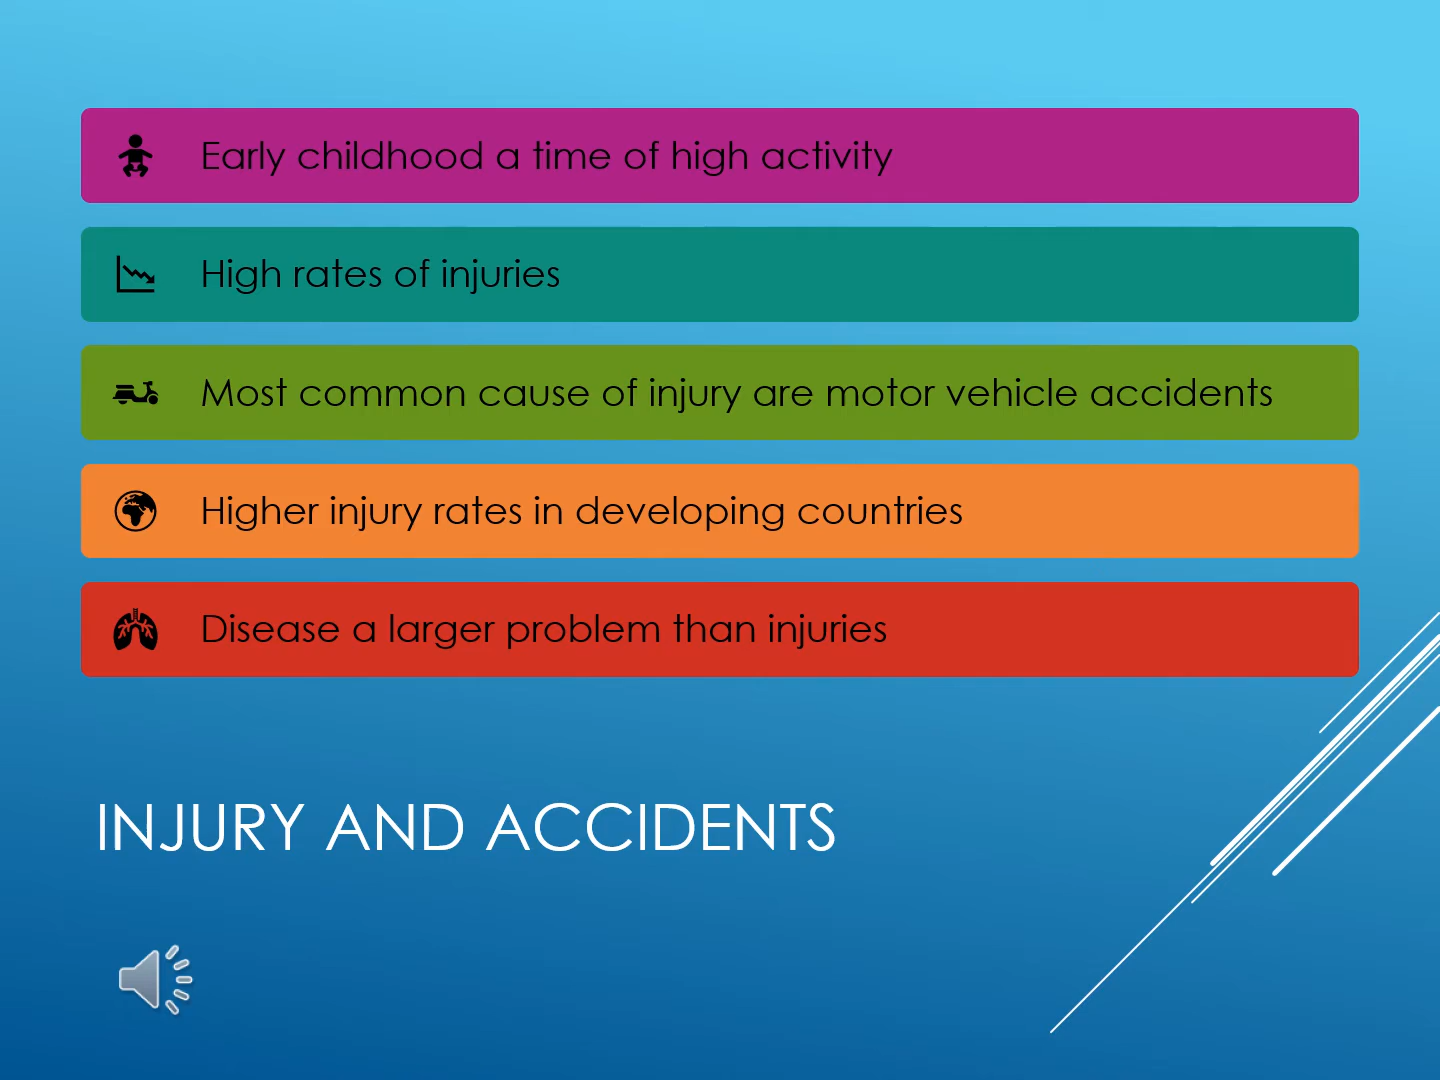 Early childhood a time of high activity
High rates of injuries
Most common cause of injury are motor vehicle accidents
Higher injury rates in developing countries
Disease a larger problem than injuries
INJURY AND ACCIDENTS